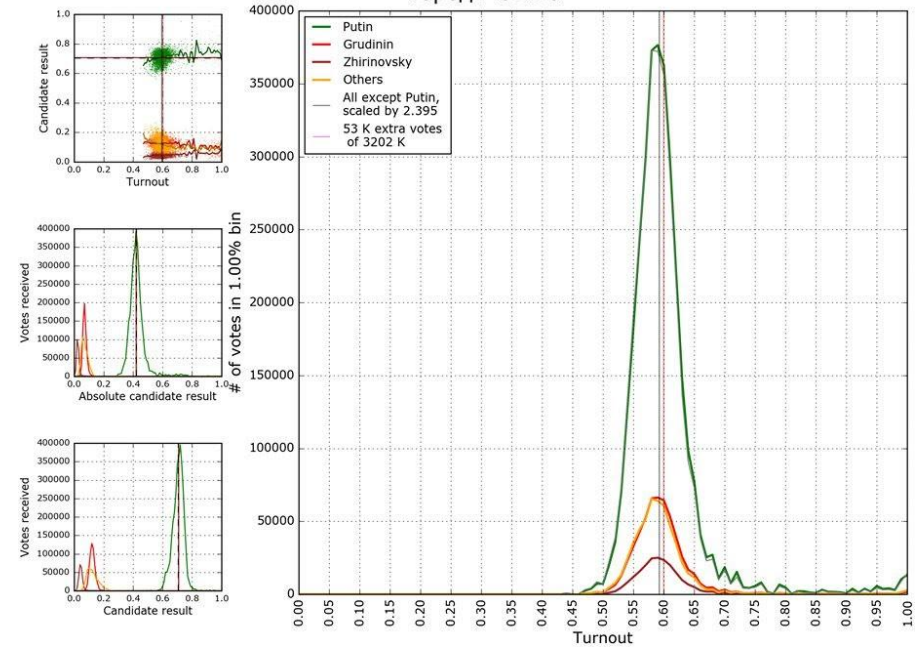 Candidate result
1.0
0.8
0.6
0.4
0.2
0.0
0.0 0.2 0.4 0.6 0.8 1.0
Turnout
Votes received
400000
350000
300000
250000
200000
150000
100000
50000
0
0.0 0.2 0.4 0.6 0.8 1.0
Absolute candidate result
Votes received
400000
350000
300000
250000
200000
150000
100000
50000
0
0.0 0.2 0.4 0.6 0.8 1.0
Candidate result
# of votes in 1.00% bin
400000
350000
300000
250000
200000
150000
100000
50000
0
Putin
Grudinin
Zhirinovsky
Others
All except Putin,
scaled by 2.395
53 K extra votes
of 3202 K
0.00 0.05 0.10 0.15 0.20 0.25 0.30 0.35 0.40 0.45 0.50 0.55 0.60 0.65 0.70 0.75 0.80 0.85 0.90 0.95 1.00
Turnout